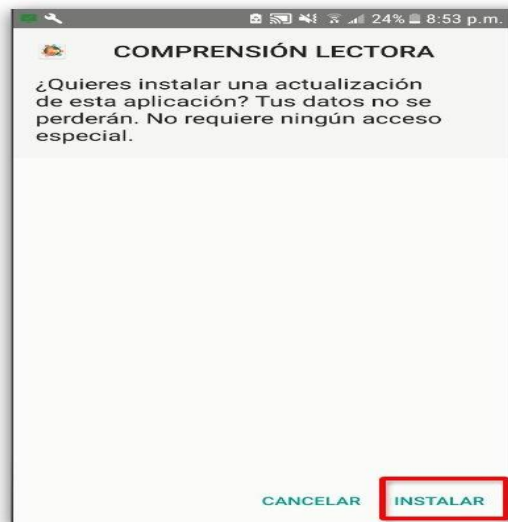 24% 8:53 p.m.
COMPRENSIÓN LECTORA
¿Quieres instalar una actualización
de esta aplicación? Tus datos no se
perderán. No requiere ningún acceso
especial.
CANCELAR INSTALAR